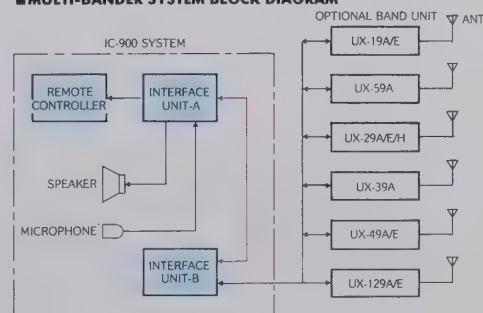 ■MULTI-BANDER SYSTEM BLOCK DIAGRAM
OPTIONAL BAND UNIT
ANT
IC-900 SYSTEM
REMOTE
CONTROLLER
INTERFACE
UNIT-A
SPEAKER
MICROPHONE
INTERFACE
UNIT-B
UX-19A/E
UX-59A
UX-29A/E/H
UX-39A
UX-49A/E
UX-129A/E